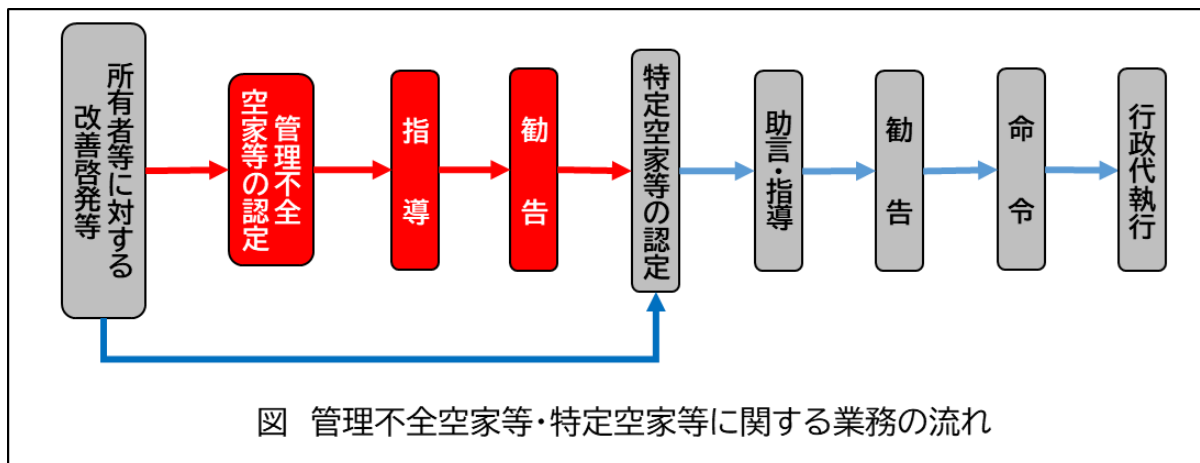 所有者等に対する
改善啓発等
管理不全
空家等の認定
指導
勧告
特定空家等の認定
助言・指導
勧告
命令
行政代執行
図 管理不全空家等・特定空家等に関する業務の流れ